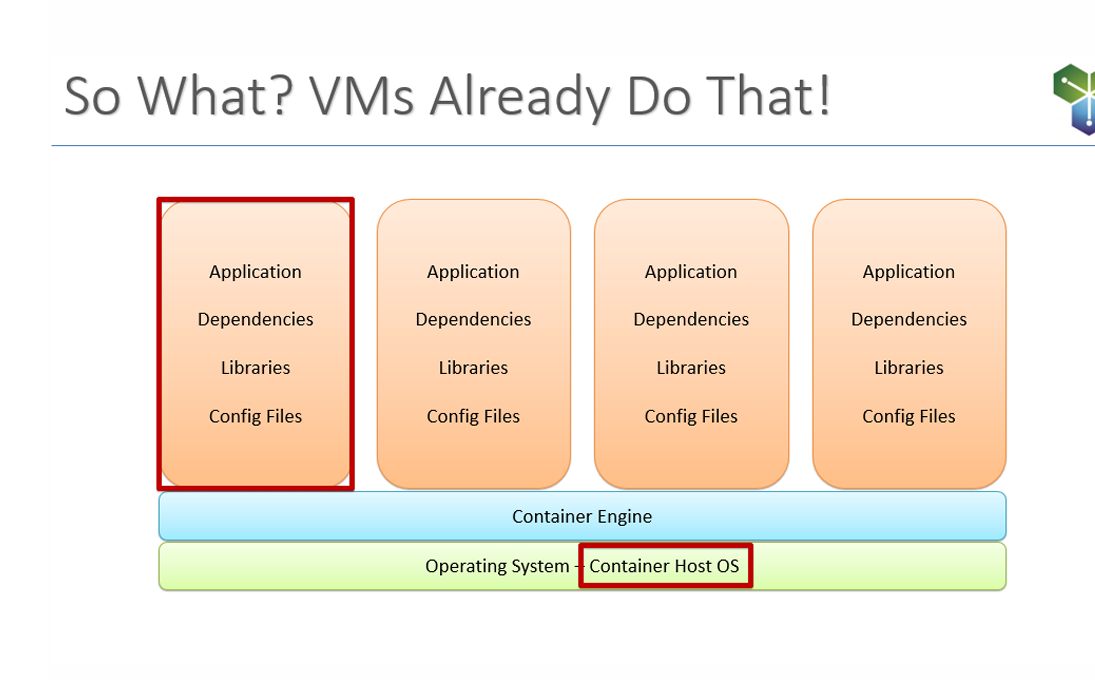 So What? VMs Already Do That!
Application
Dependencies
Libraries
Config Files
Application
Dependencies
Libraries
Config Files
Application
Dependencies
Libraries
Config Files
Application
Dependencies
Libraries
Config Files
Container Engine
Operating System – Container Host OS